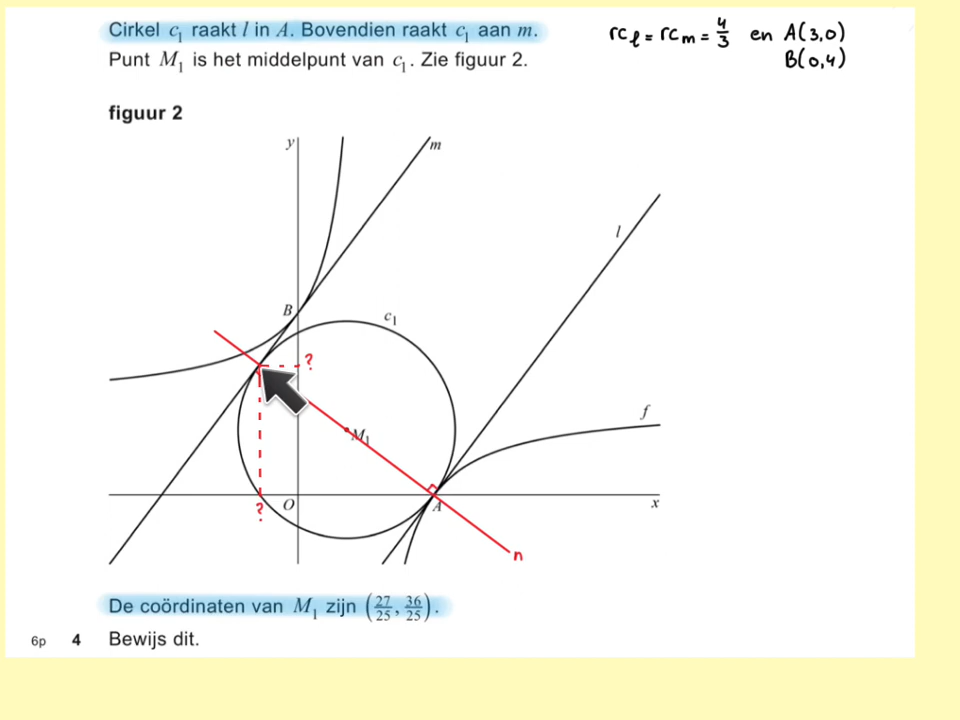 Cirkel c₁ raakt l in A. Bovendien raakt c₁ aan m.
Punt M₁ is het middelpunt van c₁. Zie figuur 2.
rc ℓ = rc m = 4/3 en A(3,0)
B(0,4)
figuur 2
y
m
l
B
c₁
?
f
M₁
O
A
x
?
n
De coördinaten van M₁ zijn (27/25, 36/25).
6p 4 Bewijs dit.